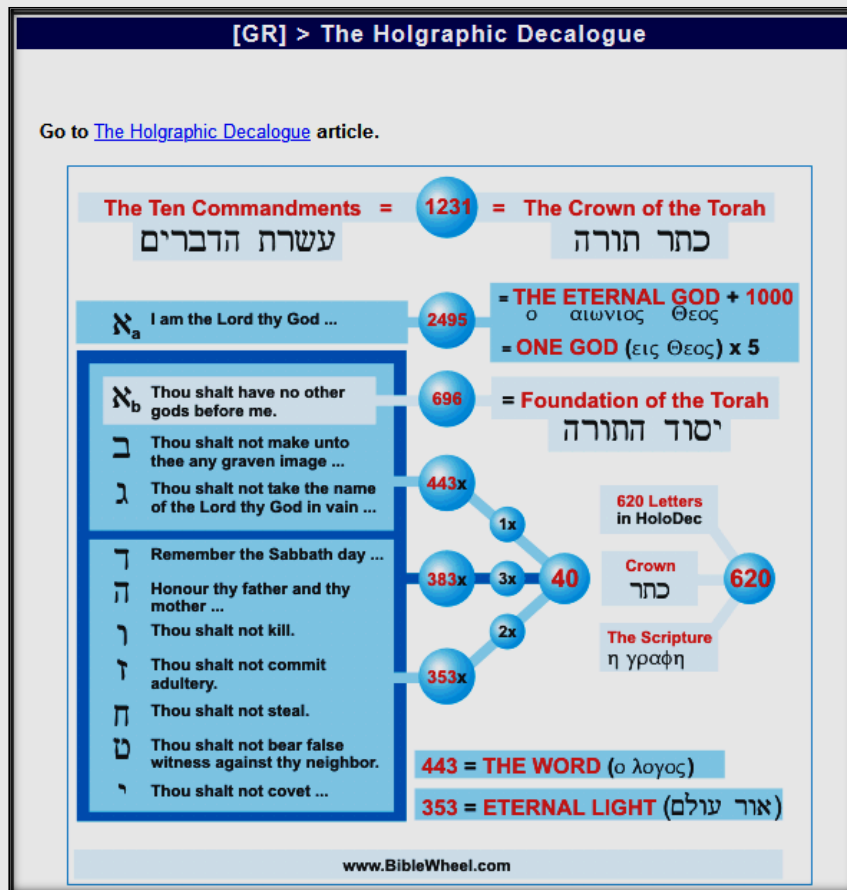 [GR] > The Holgraphic Decalogue
Go to The Holgraphic Decalogue article.
The Ten Commandments = 1231 = The Crown of the Torah
עשרת הדברים
כתר תורה
אa I am the Lord thy God ...
2495
= THE ETERNAL GOD + 1000
ο αιωνιος Θεος
= ONE GOD (εις Θεος) x 5
אb Thou shalt have no other
gods before me.
696
= Foundation of the Torah
יסוד התורה
ב Thou shalt not make unto
thee any graven image ...
ג Thou shalt not take the name
of the Lord thy God in vain ...
443x
1x
ד Remember the Sabbath day ...
ה Honour thy father and thy
mother ...
383x
3x
40
ו Thou shalt not kill.
2x
ז Thou shalt not commit
adultery.
353x
ח Thou shalt not steal.
ט Thou shalt not bear false
witness against thy neighbor.
י Thou shalt not covet ...
620 Letters
in HoloDec
Crown
כתר
620
The Scripture
η γραφη
443 = THE WORD (ο λογος)
353 = ETERNAL LIGHT (אור עולם)
www.BibleWheel.com